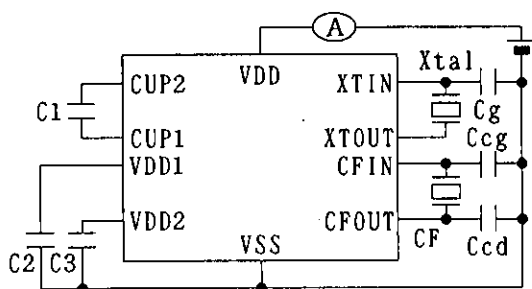 A
VDD
Xtal
CUP2
XTIN
C1
Cg
CUP1
XTOUT
Ccg
VDD1
CFIN
VDD2
CFOUT
C2
C3
VSS
CF
Ccd